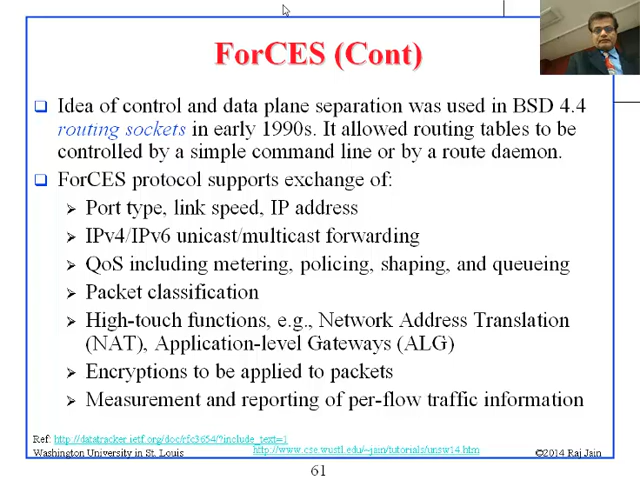 ForCES (Cont)
Idea of control and data plane separation was used in BSD 4.4
routing sockets in early 1990s. It allowed routing tables to be
controlled by a simple command line or by a route daemon.
ForCES protocol supports exchange of:
Port type, link speed, IP address
IPv4/IPv6 unicast/multicast forwarding
QoS including metering, policing, shaping, and queueing
Packet classification
High-touch functions, e.g., Network Address Translation
(NAT), Application-level Gateways (ALG)
Encryptions to be applied to packets
Measurement and reporting of per-flow traffic information
Ref: http://datatracker.ietf.org/doc/rfc3654/?include_text=1
Washington University in St. Louis http://www.cse.wustl.edu/~jain/tutorials/unsw14.htm ©2014 Raj Jain
61